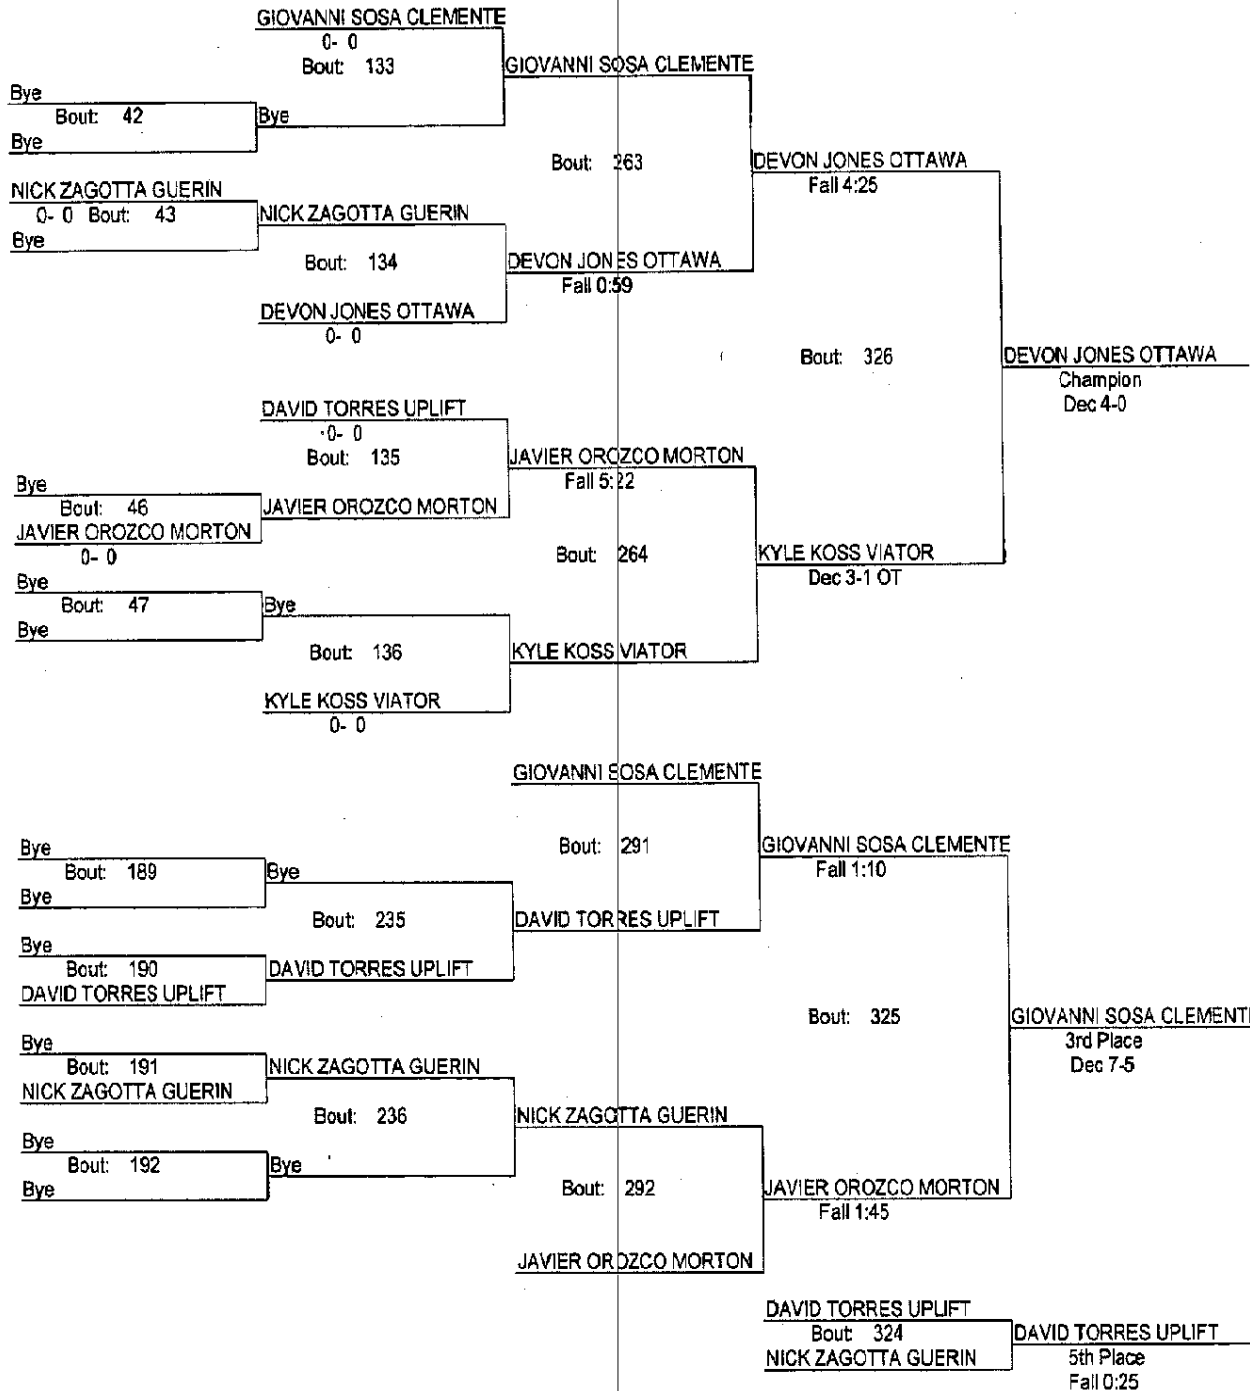 GIOVANNI SOSA CLEMENTE
0- 0
Bout: 133
GIOVANNI SOSA CLEMENTE
Bye
Bout: 42
Bye
Bye
Bout: 263
DEVON JONES OTTAWA
Fall 4:25
NICK ZAGOTTA GUERIN
0- 0 Bout: 43
NICK ZAGOTTA GUERIN
Bye
Bout: 134
DEVON JONES OTTAWA
Fall 0:59
DEVON JONES OTTAWA
0- 0
Bout: 326
DEVON JONES OTTAWA
Champion
Dec 4-0
DAVID TORRES UPLIFT
0- 0
Bout: 135
JAVIER OROZCO MORTON
Fall 5:22
Bye
Bout: 46
JAVIER OROZCO MORTON
JAVIER OROZCO MORTON
0- 0
Bout: 264
KYLE KOSS VIATOR
Dec 3-1 OT
Bye
Bout: 47
Bye
Bye
Bout: 136
KYLE KOSS VIATOR
KYLE KOSS VIATOR
0- 0
GIOVANNI SOSA CLEMENTE
Bout: 291
GIOVANNI SOSA CLEMENTE
Fall 1:10
Bye
Bout: 189
Bye
Bye
Bout: 235
DAVID TORRES UPLIFT
Bye
Bout: 190
DAVID TORRES UPLIFT
DAVID TORRES UPLIFT
Bout: 325
GIOVANNI SOSA CLEMENTE
3rd Place
Dec 7-5
Bye
Bout: 191
NICK ZAGOTTA GUERIN
NICK ZAGOTTA GUERIN
Bout: 236
NICK ZAGOTTA GUERIN
Bye
Bout: 192
Bye
Bye
Bout: 292
JAVIER OROZCO MORTON
Fall 1:45
JAVIER OROZCO MORTON
DAVID TORRES UPLIFT
Bout: 324
DAVID TORRES UPLIFT
NICK ZAGOTTA GUERIN
5th Place
Fall 0:25